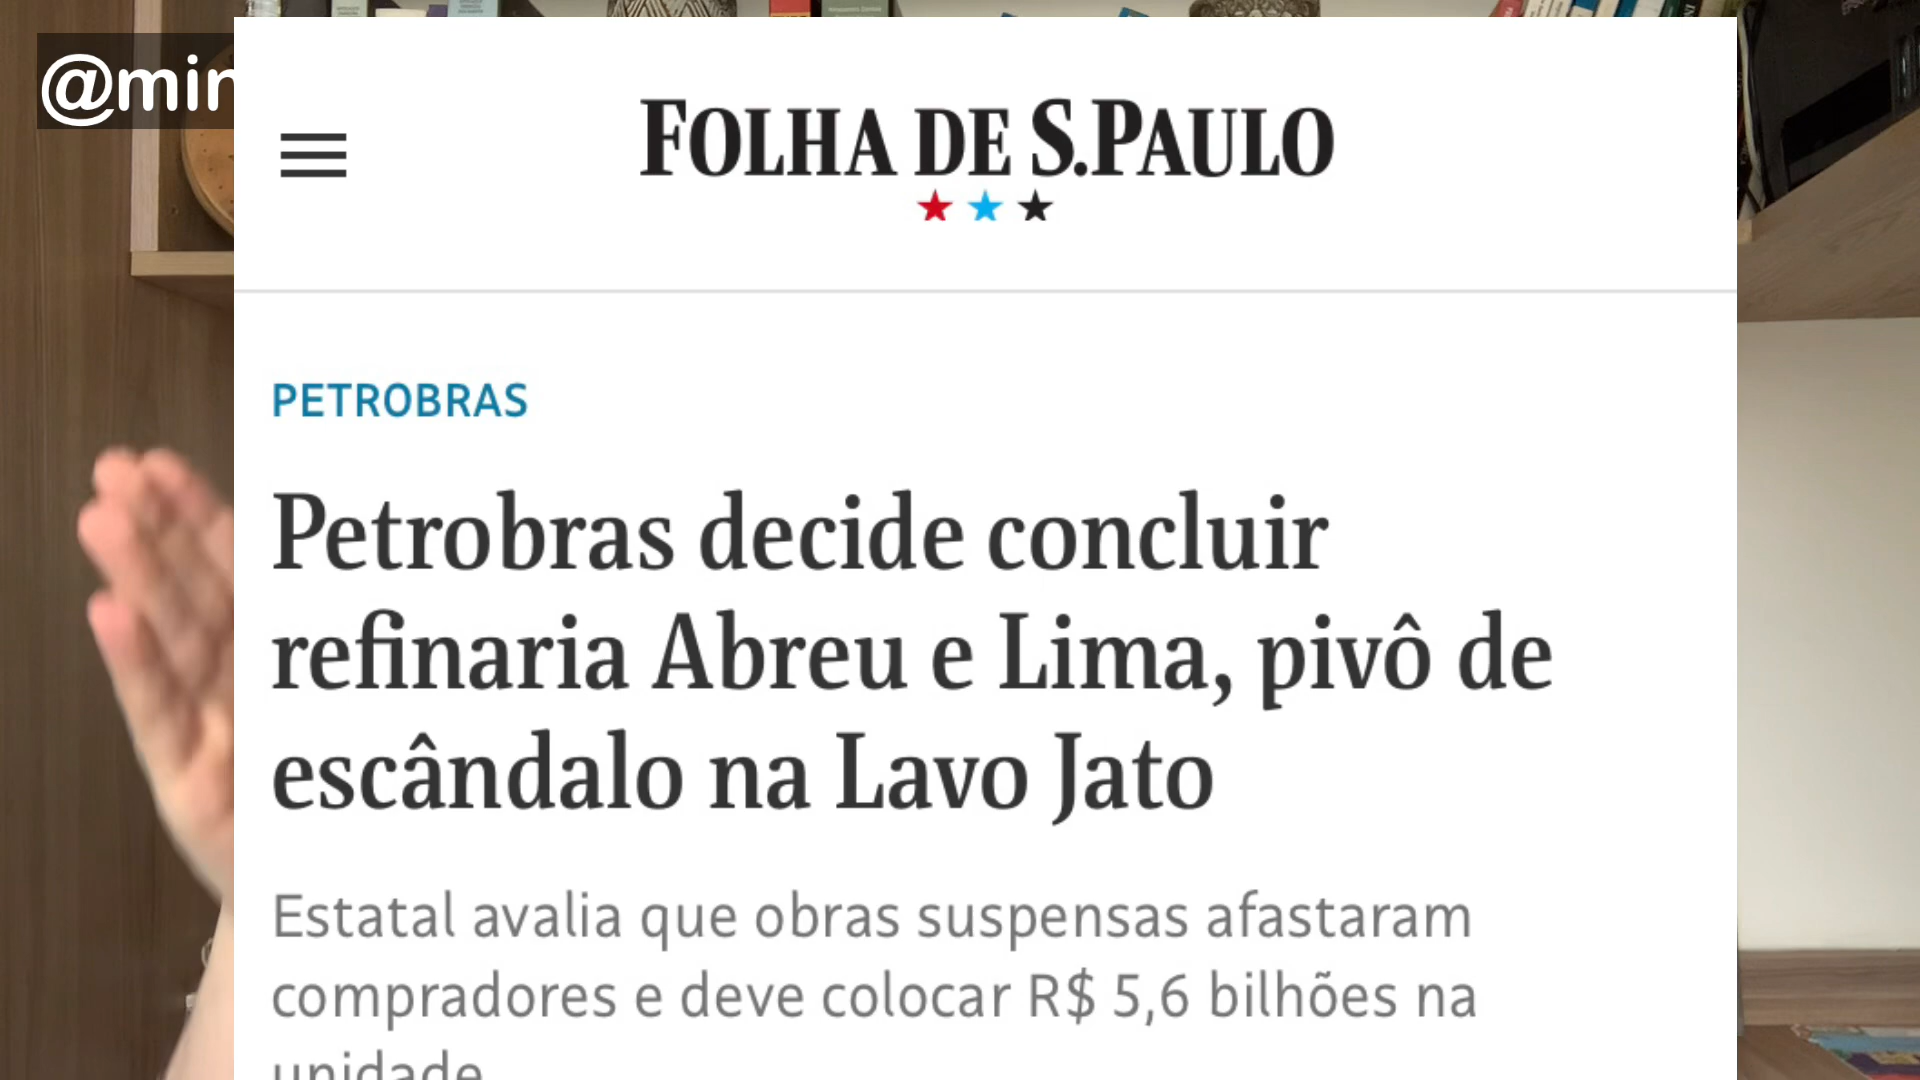 @min
FOLHA DE S.PAULO
PETROBRAS
Petrobras decide concluir
refinaria Abreu e Lima, pivô de
escândalo na Lavo Jato
Estatal avalia que obras suspensas afastaram
compradores e deve colocar R$ 5,6 bilhões na
unidade